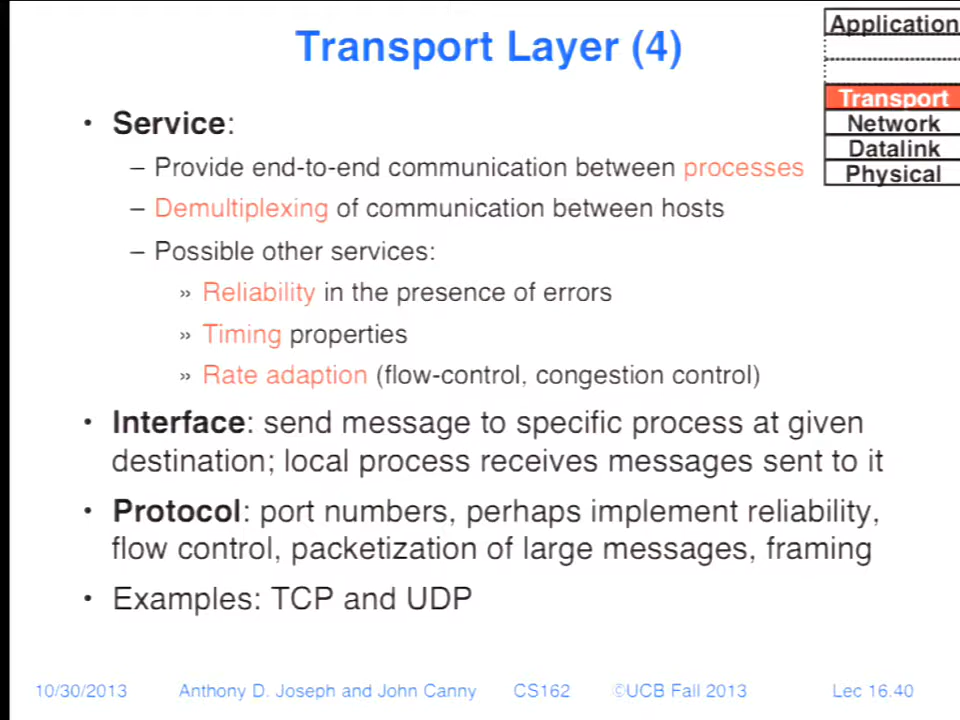 Transport Layer (4)
Application
Transport
Network
Datalink
Physical
• Service:
– Provide end-to-end communication between processes
– Demultiplexing of communication between hosts
– Possible other services:
» Reliability in the presence of errors
» Timing properties
» Rate adaption (flow-control, congestion control)
• Interface: send message to specific process at given
destination; local process receives messages sent to it
• Protocol: port numbers, perhaps implement reliability,
flow control, packetization of large messages, framing
• Examples: TCP and UDP
10/30/2013 Anthony D. Joseph and John Canny CS162 ©UCB Fall 2013 Lec 16.40